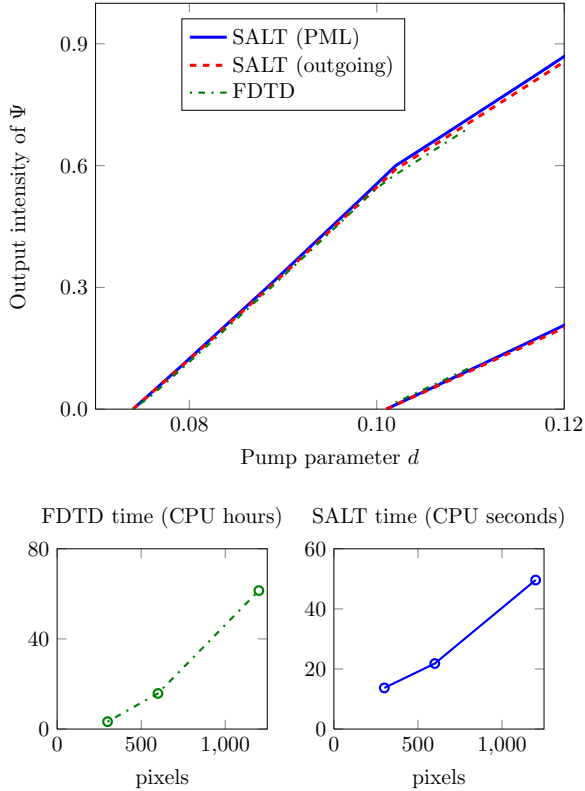 0.9
0.6
0.3
0.0
Output intensity of Ψ
SALT (PML)
SALT (outgoing)
FDTD
0.08
0.10
0.12
Pump parameter d
FDTD time (CPU hours)
80
40
0
0
500
1,000
pixels
SALT time (CPU seconds)
60
40
20
0
0
500
1,000
pixels